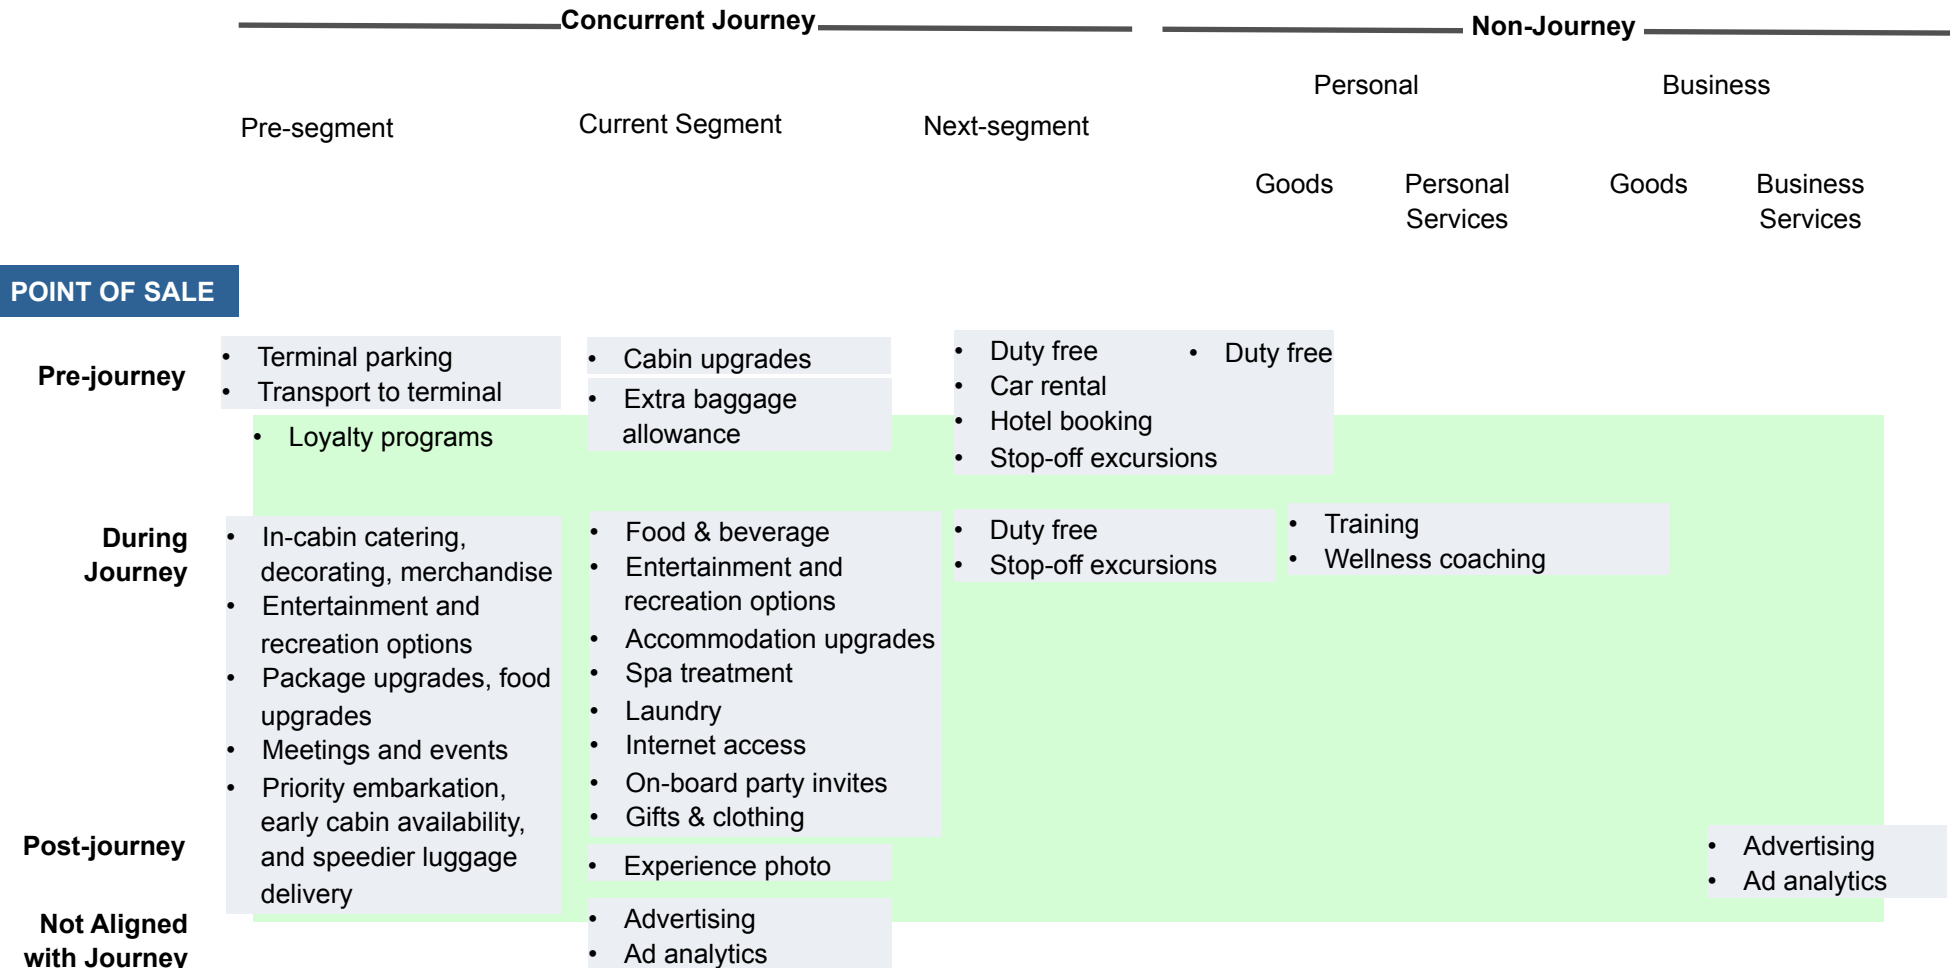 Concurrent Journey
Non-Journey
Personal
Business
Pre-segment
Current Segment
Next-segment
Goods
Personal
Services
Goods
Business
Services
POINT OF SALE
Pre-journey
• Terminal parking
• Transport to terminal
• Loyalty programs
• Cabin upgrades
• Extra baggage
allowance
• Duty free
• Car rental
• Hotel booking
• Stop-off excursions
• Duty free
During
Journey
• In-cabin catering,
decorating, merchandise
• Entertainment and
recreation options
• Package upgrades, food
upgrades
• Meetings and events
• Priority embarkation,
early cabin availability,
and speedier luggage
delivery
• Food & beverage
• Entertainment and
recreation options
• Accommodation upgrades
• Spa treatment
• Laundry
• Internet access
• On-board party invites
• Gifts & clothing
• Duty free
• Stop-off excursions
• Training
• Wellness coaching
Post-journey
• Experience photo
• Advertising
• Ad analytics
Not Aligned
with Journey
• Advertising
• Ad analytics